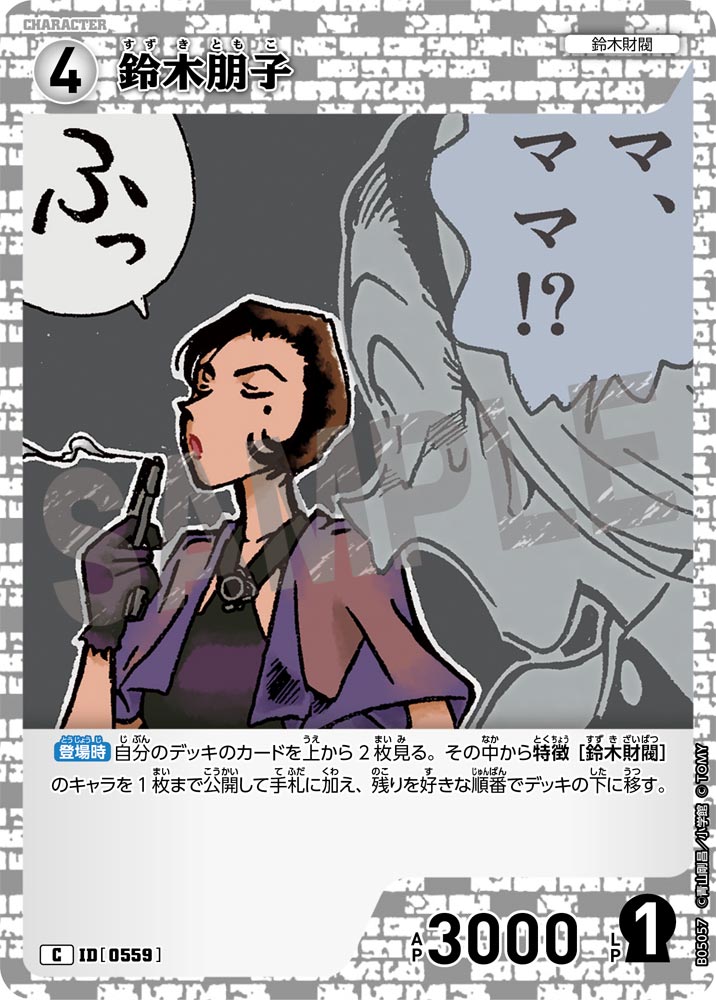 CHARACTER
4
すずきともこ
鈴木朋子
鈴木財閥
マ、
ママ!?
ふっ
SAMPLE
登場時 自分のデッキのカードを上から2枚見る。その中から特徴［鈴木財閥］
のキャラを1枚まで公開して手札に加え、残りを好きな順番でデッキの下に移す。
C ID[0559]
AP 3000
LP 1
B05057 ©青山剛昌／小学館 ©TOMY